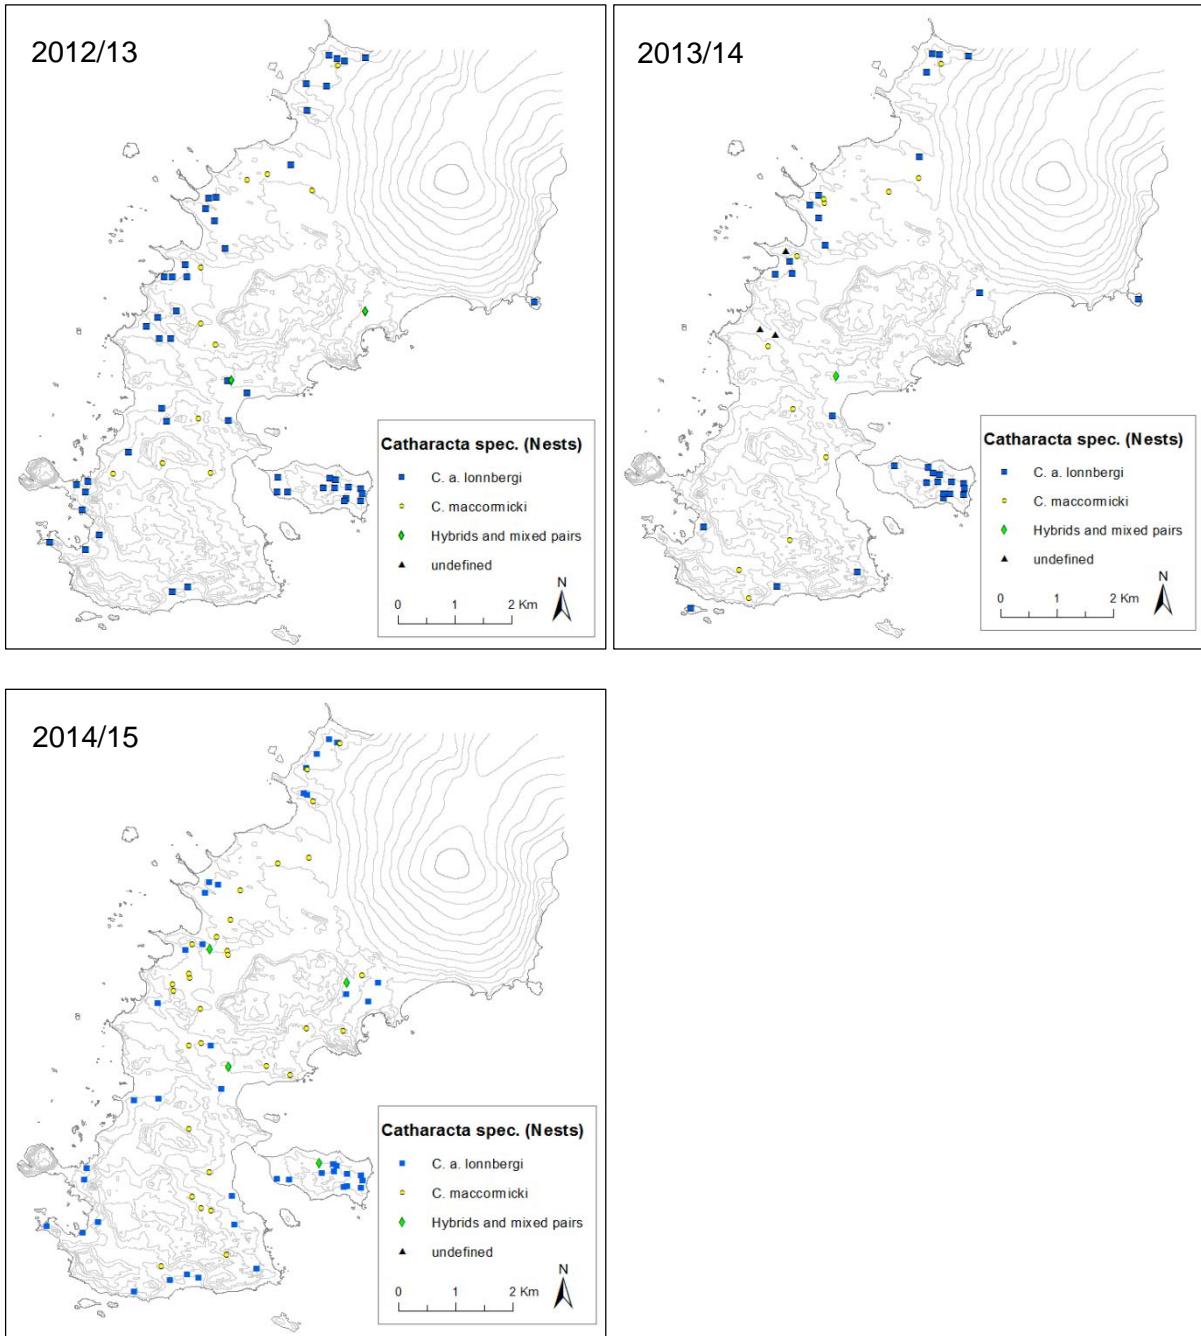 2012/13
Catharacta spec. (Nests)
C. a. lonnbergi
C. maccormicki
Hybrids and mixed pairs
N
0 1 2 Km
2013/14
Catharacta spec. (Nests)
C. a. lonnbergi
C. maccormicki
Hybrids and mixed pairs
undefined
N
0 1 2 Km
2014/15
Catharacta spec. (Nests)
C. a. lonnbergi
C. maccormicki
Hybrids and mixed pairs
undefined
N
0 1 2 Km